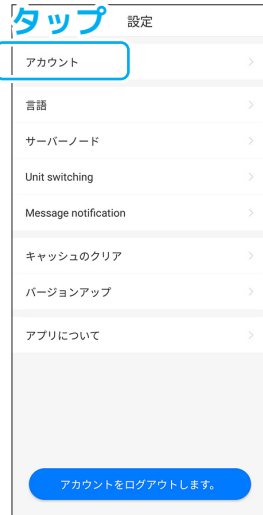 タップ 設定
アカウント
言語
サーバーノード
Unit switching
Message notification
キャッシュのクリア
バージョンアップ
アプリについて
アカウントをログアウトします。